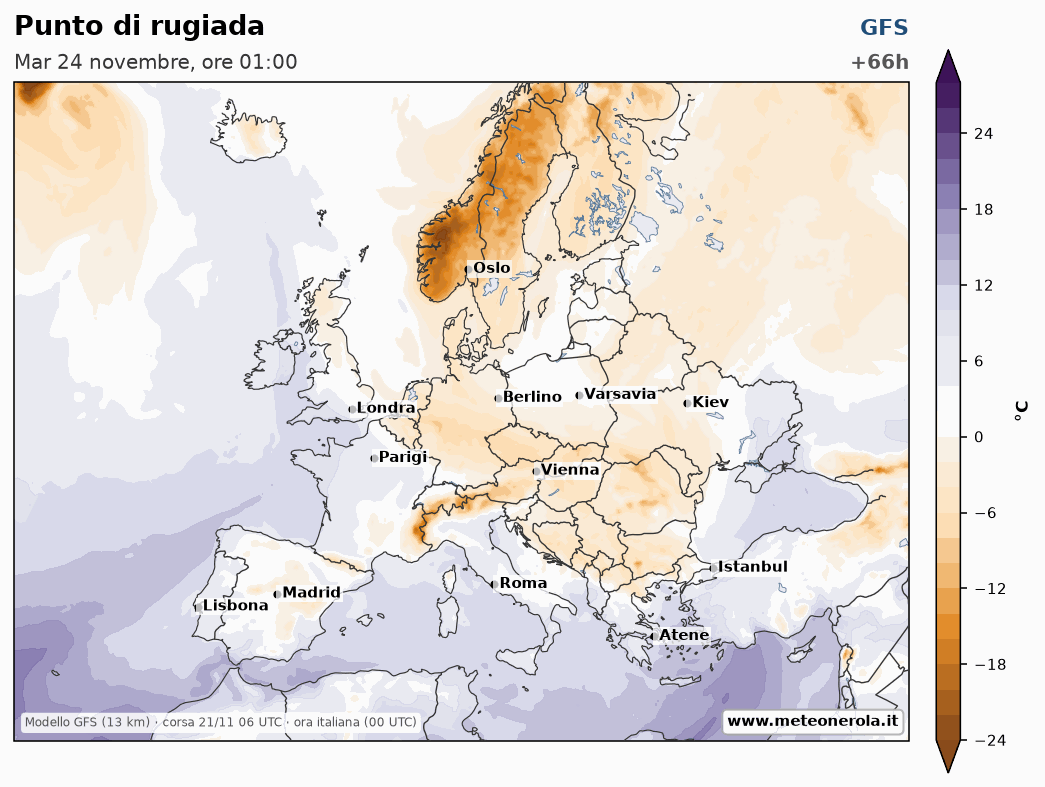 Punto di rugiada
GFS
Mar 24 novembre, ore 01:00
+66h
Oslo
Londra
Berlino
Varsavia
Kiev
Parigi
Vienna
Istanbul
Roma
Madrid
Lisbona
Atene
24
18
12
6
0
−6
−12
−18
−24
°C
Modello GFS (13 km) · corsa 21/11 06 UTC · ora italiana (00 UTC)
www.meteonerola.it